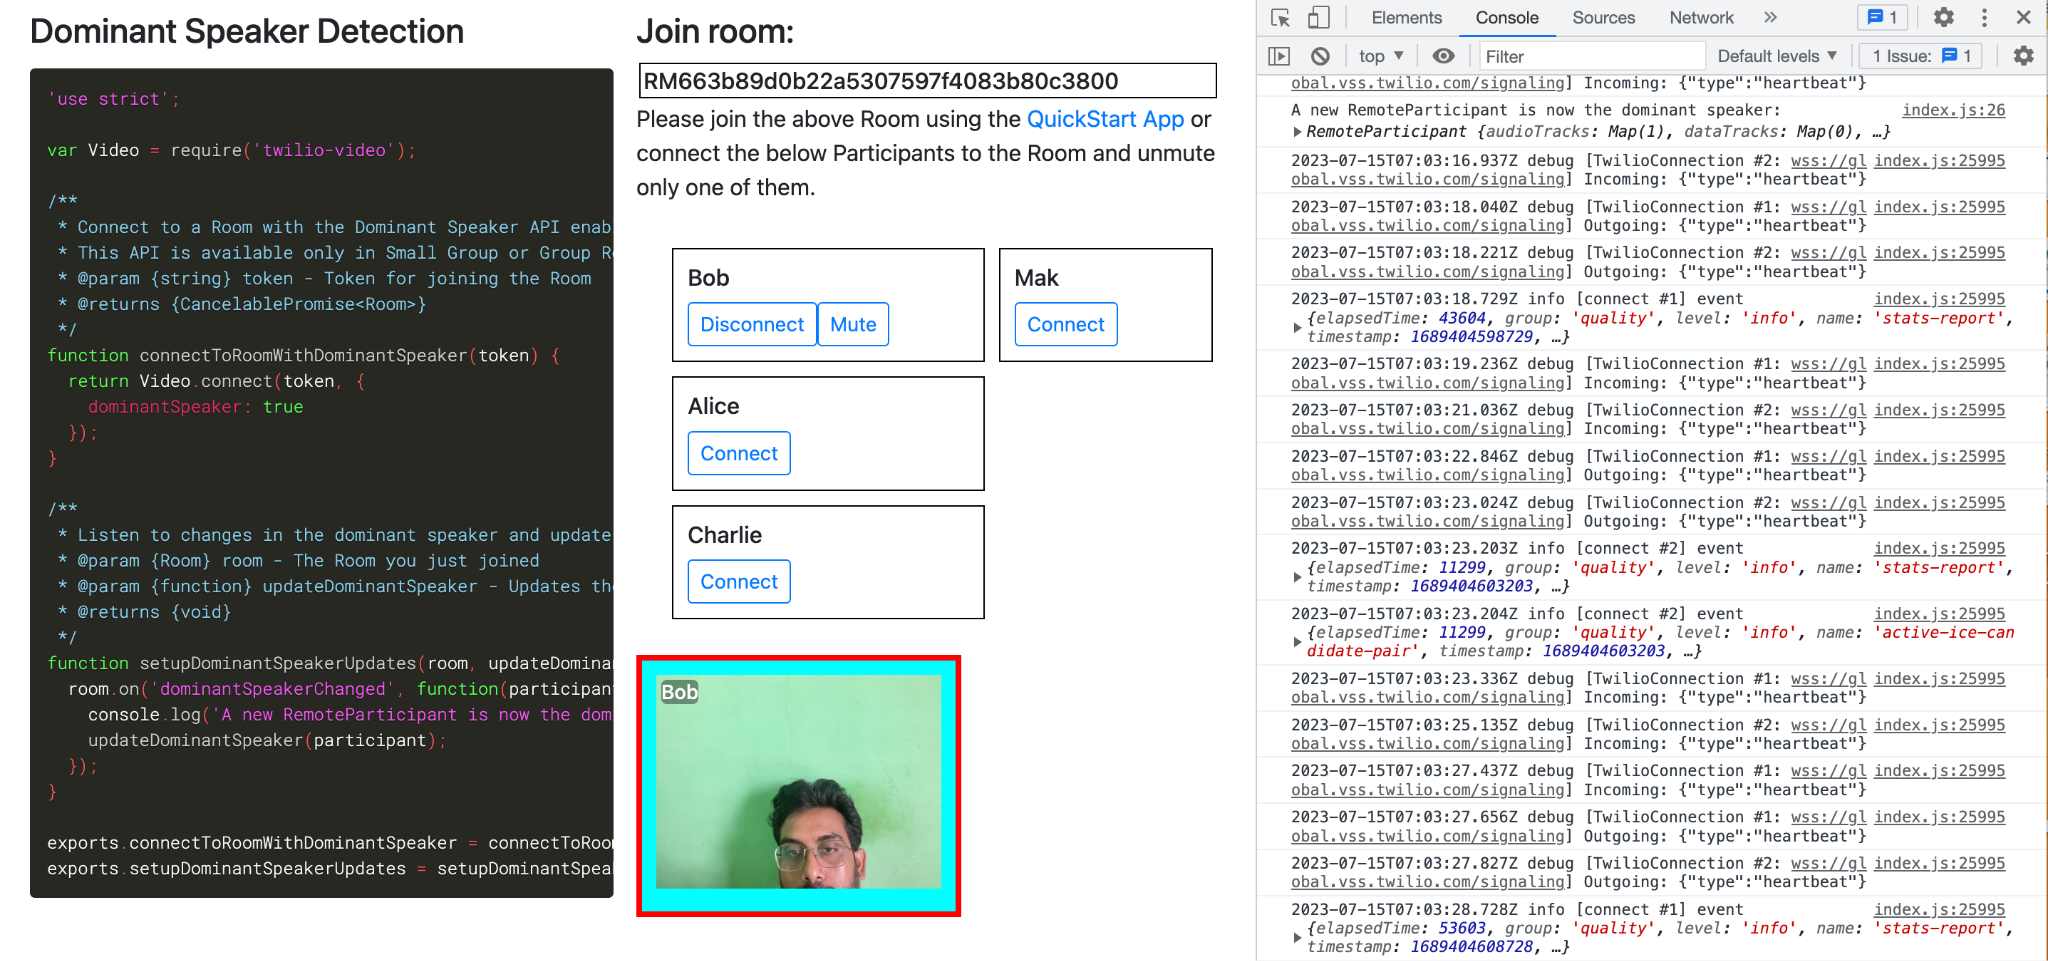 Dominant Speaker Detection
'use strict';
var Video = require('twilio-video');
/**
* Connect to a Room with the Dominant Speaker API enab
* This API is available only in Small Group or Group R
* @param {string} token - Token for joining the Room
* @returns {CancelablePromise<Room>}
*/
function connectToRoomWithDominantSpeaker(token) {
return Video.connect(token, {
dominantSpeaker: true
});
}
/**
* Listen to changes in the dominant speaker and update
* @param {Room} room - The Room you just joined
* @param {function} updateDominantSpeaker - Updates the
* @returns {void}
*/
function setupDominantSpeakerUpdates(room, updateDominan
room.on('dominantSpeakerChanged', function(participan
console.log('A new RemoteParticipant is now the dom
updateDominantSpeaker(participant);
});
}
exports.connectToRoomWithDominantSpeaker = connectToRoom
exports.setupDominantSpeakerUpdates = setupDominantSpea
Join room:
RM663b89d0b22a5307597f4083b80c3800
Please join the above Room using the QuickStart App or
connect the below Participants to the Room and unmute
only one of them.
Bob
Disconnect Mute
Mak
Connect
Alice
Connect
Charlie
Connect
Bob
Elements Console Sources Network » 1
top Filter Default levels 1 Issue: 1
obal.vss.twilio.com/signaling] Incoming: {"type":"heartbeat"}
A new RemoteParticipant is now the dominant speaker: index.js:26
RemoteParticipant {audioTracks: Map(1), dataTracks: Map(0), …}
2023-07-15T07:03:16.937Z debug [TwilioConnection #2: wss://gl index.js:25995
obal.vss.twilio.com/signaling] Incoming: {"type":"heartbeat"}
2023-07-15T07:03:18.040Z debug [TwilioConnection #1: wss://gl index.js:25995
obal.vss.twilio.com/signaling] Outgoing: {"type":"heartbeat"}
2023-07-15T07:03:18.221Z debug [TwilioConnection #2: wss://gl index.js:25995
obal.vss.twilio.com/signaling] Outgoing: {"type":"heartbeat"}
2023-07-15T07:03:18.729Z info [connect #1] event index.js:25995
{elapsedTime: 43604, group: 'quality', level: 'info', name: 'stats-report',
timestamp: 1689404598729, …}
2023-07-15T07:03:19.236Z debug [TwilioConnection #1: wss://gl index.js:25995
obal.vss.twilio.com/signaling] Incoming: {"type":"heartbeat"}
2023-07-15T07:03:21.036Z debug [TwilioConnection #2: wss://gl index.js:25995
obal.vss.twilio.com/signaling] Incoming: {"type":"heartbeat"}
2023-07-15T07:03:22.846Z debug [TwilioConnection #1: wss://gl index.js:25995
obal.vss.twilio.com/signaling] Outgoing: {"type":"heartbeat"}
2023-07-15T07:03:23.024Z debug [TwilioConnection #2: wss://gl index.js:25995
obal.vss.twilio.com/signaling] Outgoing: {"type":"heartbeat"}
2023-07-15T07:03:23.203Z info [connect #2] event index.js:25995
{elapsedTime: 11299, group: 'quality', level: 'info', name: 'stats-report',
timestamp: 1689404603203, …}
2023-07-15T07:03:23.204Z info [connect #2] event index.js:25995
{elapsedTime: 11299, group: 'quality', level: 'info', name: 'active-ice-can
didate-pair', timestamp: 1689404603203, …}
2023-07-15T07:03:23.336Z debug [TwilioConnection #1: wss://gl index.js:25995
obal.vss.twilio.com/signaling] Incoming: {"type":"heartbeat"}
2023-07-15T07:03:25.135Z debug [TwilioConnection #2: wss://gl index.js:25995
obal.vss.twilio.com/signaling] Incoming: {"type":"heartbeat"}
2023-07-15T07:03:27.437Z debug [TwilioConnection #1: wss://gl index.js:25995
obal.vss.twilio.com/signaling] Incoming: {"type":"heartbeat"}
2023-07-15T07:03:27.656Z debug [TwilioConnection #1: wss://gl index.js:25995
obal.vss.twilio.com/signaling] Outgoing: {"type":"heartbeat"}
2023-07-15T07:03:27.827Z debug [TwilioConnection #2: wss://gl index.js:25995
obal.vss.twilio.com/signaling] Outgoing: {"type":"heartbeat"}
2023-07-15T07:03:28.728Z info [connect #1] event index.js:25995
{elapsedTime: 53603, group: 'quality', level: 'info', name: 'stats-report',
timestamp: 1689404608728, …}